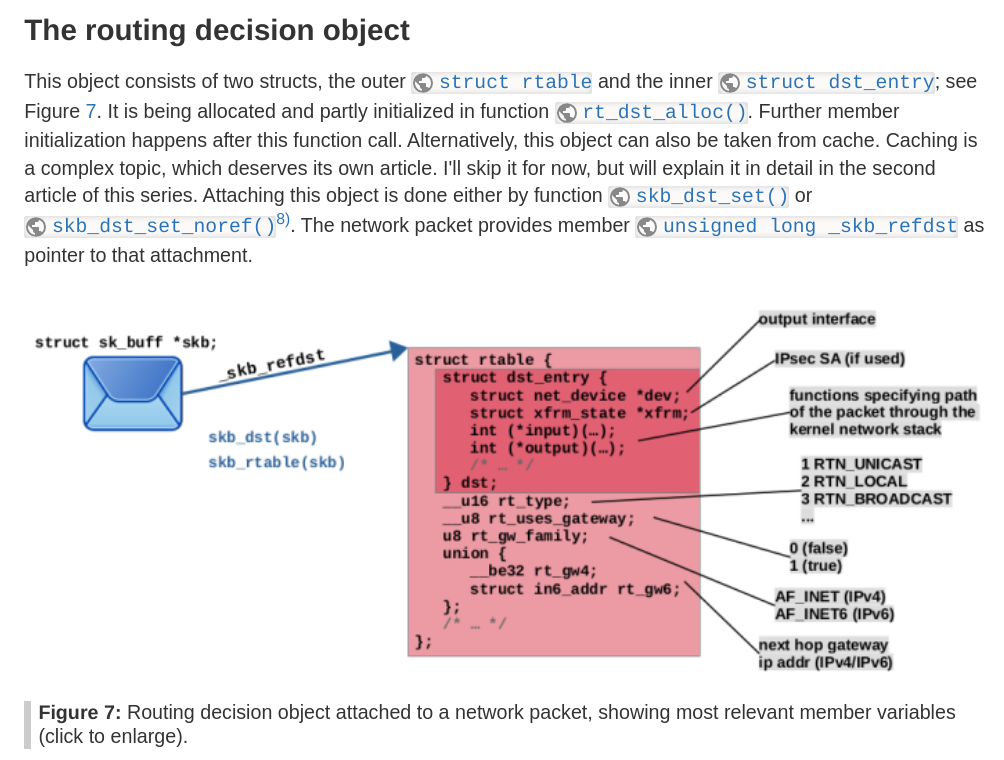 The routing decision object
This object consists of two structs, the outer struct rtable and the inner struct dst_entry; see
Figure 7. It is being allocated and partly initialized in function rt_dst_alloc(). Further member
initialization happens after this function call. Alternatively, this object can also be taken from cache. Caching is
a complex topic, which deserves its own article. I'll skip it for now, but will explain it in detail in the second
article of this series. Attaching this object is done either by function skb_dst_set() or
skb_dst_set_noref()8). The network packet provides member unsigned long _skb_refdst as
pointer to that attachment.
struct sk_buff *skb;
_skb_refdst
skb_dst(skb)
skb_rtable(skb)
struct rtable {
struct dst_entry {
struct net_device *dev;
struct xfrm_state *xfrm;
int (*input)(…);
int (*output)(…);
/* … */
} dst;
__u16 rt_type;
__u8 rt_uses_gateway;
u8 rt_gw_family;
union {
__be32 rt_gw4;
struct in6_addr rt_gw6;
};
/* … */
};
output interface
IPsec SA (if used)
functions specifying path
of the packet through the
kernel network stack
1 RTN_UNICAST
2 RTN_LOCAL
3 RTN_BROADCAST
...
0 (false)
1 (true)
AF_INET (IPv4)
AF_INET6 (IPv6)
next hop gateway
ip addr (IPv4/IPv6)
Figure 7: Routing decision object attached to a network packet, showing most relevant member variables
(click to enlarge).